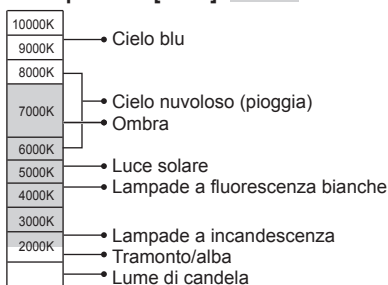 10000K
9000K
Cielo blu
8000K
7000K
Cielo nuvoloso (pioggia)
Ombra
6000K
5000K
Luce solare
4000K
Lampade a fluorescenza bianche
3000K
2000K
Lampade a incandescenza
Tramonto/alba
Lume di candela